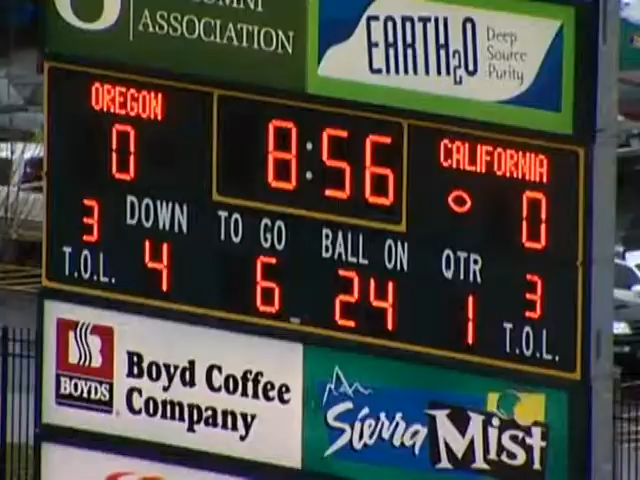 ASSOCIATION
EARTH2O
Deep
Source
Purity
OREGON
0
8:56
CALIFORNIA
0
3
T.O.L.
DOWN
4
TO GO
6
BALL ON
24
QTR
1
3
T.O.L.
BOYDS
Boyd Coffee
Company
Sierra
Mist